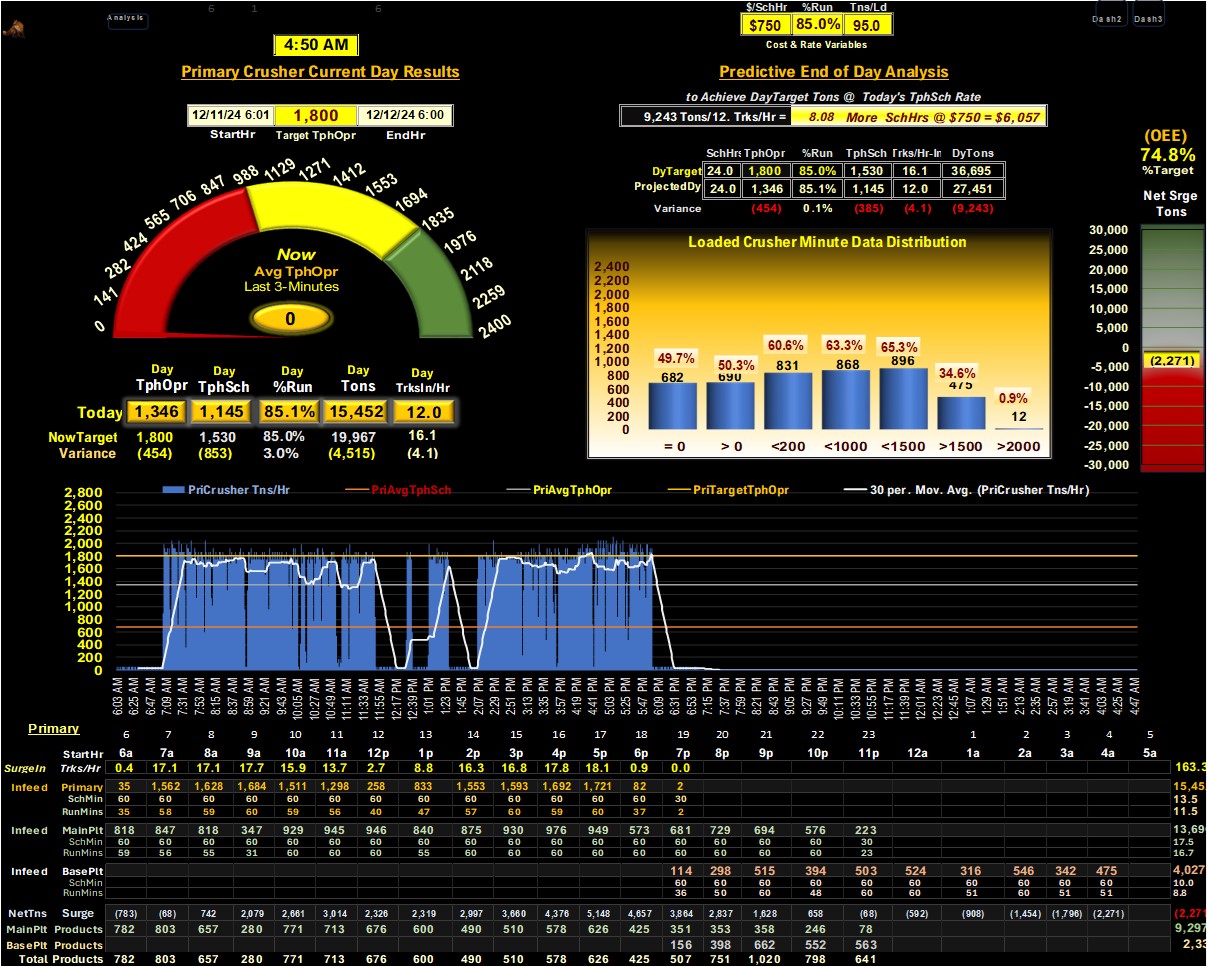 6 1 6
Analysis
$/SchHr %Run Tns/Ld
$750 85.0% 95.0
Cost & Rate Variables
Dash2 Dash3
4:50 AM
Primary Crusher Current Day Results
Predictive End of Day Analysis
to Achieve DayTarget Tons @ Today's TphSch Rate
12/11/24 6:01 1,800 12/12/24 6:00
StartHr Target TphOpr EndHr
9,243 Tons/12. Trks/Hr = 8.08 More SchHrs @ $750 = $6,057
(OEE)
74.8%
%Target
SchHrs TphOpr %Run TphSch Trks/Hr-In DyTons
DyTarget 24.0 1,800 85.0% 1,530 16.1 36,695
ProjectedDy 24.0 1,346 85.1% 1,145 12.0 27,451
Variance (454) 0.1% (385) (4.1) (9,243)
0 141 282 424 565 706 847 988 1129 1271 1412 1553 1694 1835 1976 2118 2259 2400
Now
Avg TphOpr
Last 3-Minutes
0
Day Day Day Day Day
TphOpr TphSch %Run Tons TrksIn/Hr
Today 1,346 1,145 85.1% 15,452 12.0
NowTarget 1,800 1,530 85.0% 19,967 16.1
Variance (454) (853) 3.0% (4,515) (4.1)
Loaded Crusher Minute Data Distribution
2,400
2,200
2,000
1,800
1,600
1,400
1,200
1,000
800
600
400
200
0
49.7% 50.3% 60.6% 63.3% 65.3% 34.6% 0.9%
682 690 831 868 896 475 12
= 0 > 0 <200 <1000 <1500 >1500 >2000
Net Srge
Tons
30,000
25,000
20,000
15,000
10,000
5,000
0
-5,000
-10,000
-15,000
-20,000
-25,000
-30,000
(2,271)
PriCrusher Tns/Hr PriAvgTphSch PriAvgTphOpr PriTargetTphOpr 30 per. Mov. Avg. (PriCrusher Tns/Hr)
2,800
2,600
2,400
2,200
2,000
1,800
1,600
1,400
1,200
1,000
800
600
400
200
0
6:03 AM 6:25 AM 6:47 AM 7:09 AM 7:31 AM 7:53 AM 8:15 AM 8:37 AM 8:59 AM 9:21 AM 9:43 AM 10:05 AM 10:27 AM 10:49 AM 11:11 AM 11:33 AM 11:55 AM 12:17 PM 12:39 PM 1:01 PM 1:23 PM 1:45 PM 2:07 PM 2:29 PM 2:51 PM 3:13 PM 3:35 PM 3:57 PM 4:19 PM 4:41 PM 5:03 PM 5:25 PM 5:47 PM 6:09 PM 6:31 PM 6:53 PM 7:15 PM 7:37 PM 7:59 PM 8:21 PM 8:43 PM 9:05 PM 9:27 PM 9:49 PM 10:11 PM 10:33 PM 10:55 PM 11:17 PM 11:39 PM 12:01 AM 12:23 AM 12:45 AM 1:07 AM 1:29 AM 1:51 AM 2:13 AM 2:35 AM 2:57 AM 3:19 AM 3:41 AM 4:03 AM 4:25 AM 4:47 AM
Primary
6 7 8 9 10 11 12 13 14 15 16 17 18 19 20 21 22 23 1 2 3 4 5
StartHr 6a 7a 8a 9a 10a 11a 12p 1p 2p 3p 4p 5p 6p 7p 8p 9p 10p 11p 12a 1a 2a 3a 4a 5a
SurgeIn Trks/Hr 0.4 17.1 17.1 17.7 15.9 13.7 2.7 8.8 16.3 16.8 17.8 18.1 0.9 0.0 163.3
Infeed Primary 35 1,562 1,628 1,684 1,511 1,298 258 833 1,553 1,593 1,692 1,721 82 2 15,45
SchMin 60 60 60 60 60 60 60 60 60 60 60 60 60 30 13.5
RunMins 35 58 59 60 59 56 40 47 57 60 59 60 37 2 11.5
Infeed MainPlt 818 847 818 347 929 945 946 840 875 930 976 949 573 681 729 694 576 223 13,69
SchMin 60 60 60 60 60 60 60 60 60 60 60 60 60 60 60 60 60 30 17.5
RunMins 59 56 55 31 60 60 60 55 60 60 60 60 60 60 60 60 60 23 16.7
Infeed BasePlt 114 298 515 394 503 524 316 546 342 475 4,027
SchMin 60 60 60 60 60 60 60 60 60 60 10.0
RunMins 36 50 60 48 60 60 51 60 51 51 8.8
NetTns Surge (783) (68) 742 2,079 2,661 3,014 2,326 2,319 2,997 3,660 4,376 5,148 4,657 3,864 2,837 1,628 658 (68) (592) (908) (1,454) (1,796) (2,271) (2,271
MainPlt Products 782 803 657 280 771 713 676 600 490 510 578 626 425 351 353 358 246 78 9,297
BasePlt Products 156 398 662 552 563 2,33
Total Products 782 803 657 280 771 713 676 600 490 510 578 626 425 507 751 1,020 798 641